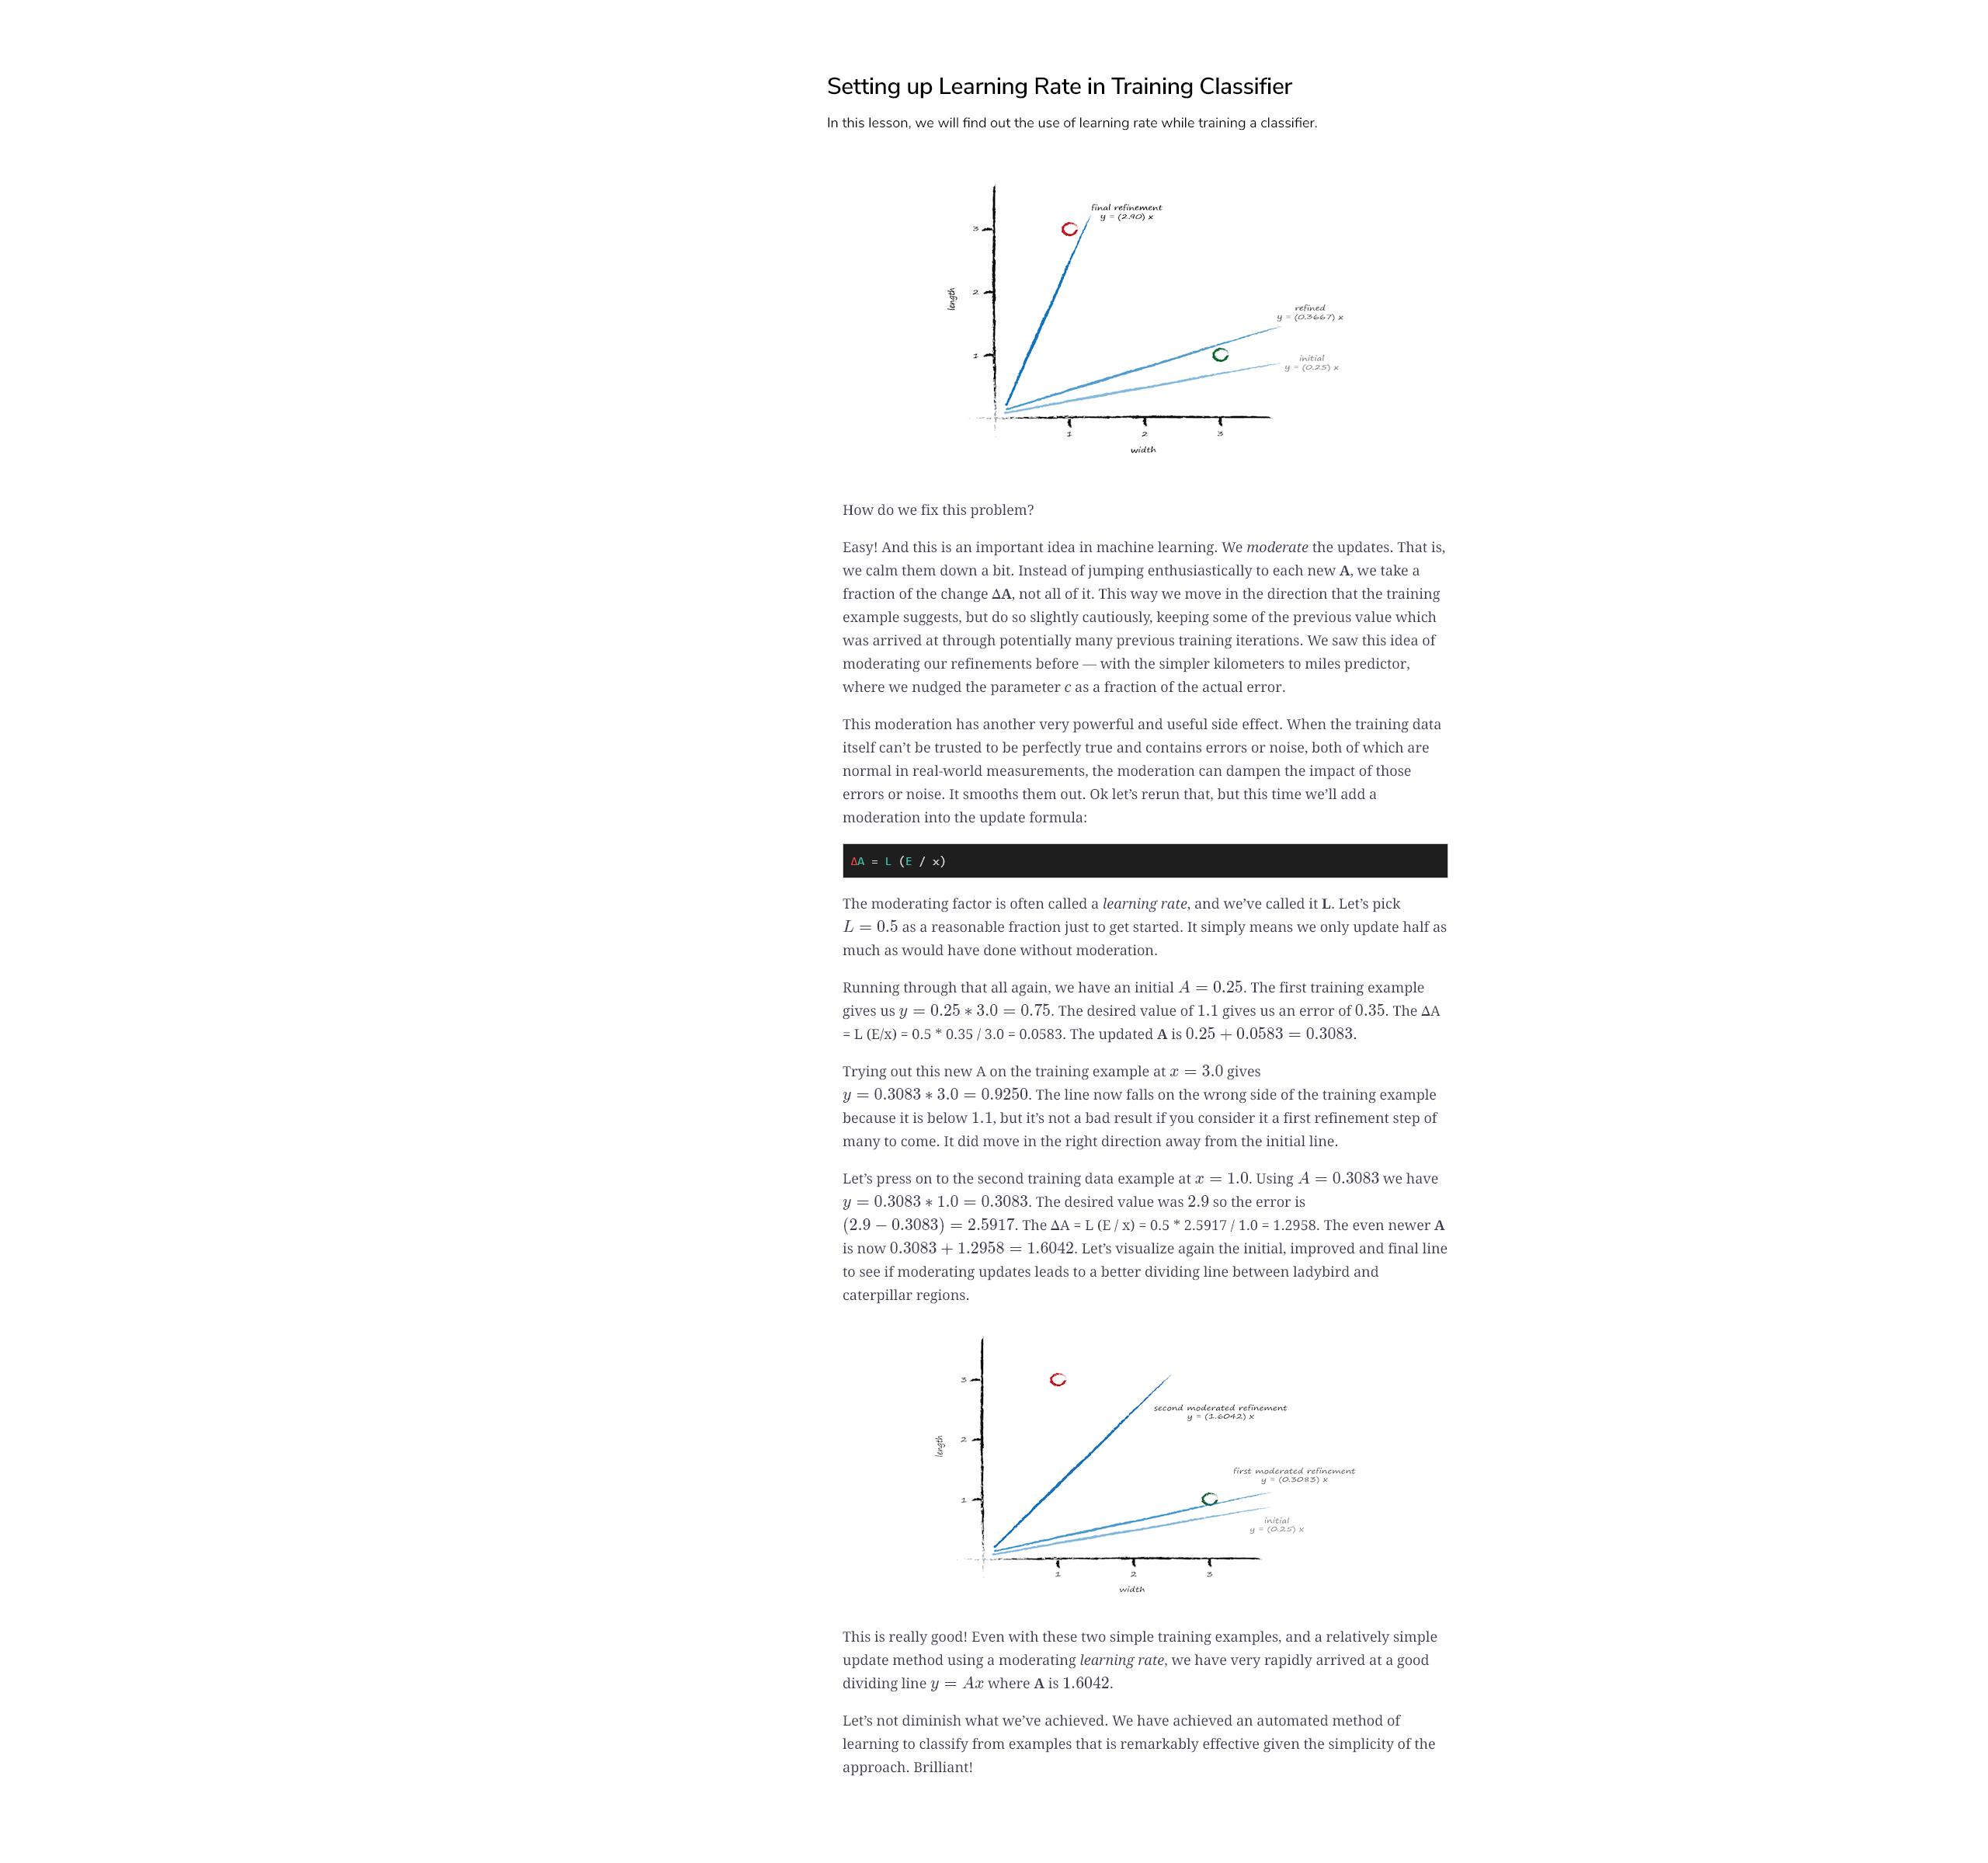 Setting up Learning Rate in Training Classifier
In this lesson, we will find out the use of learning rate while training a classifier.
final refinement
y = (2.90) x
3
2
1
length
refined
y = (0.3667) x
initial
y = (0.25) x
1 2 3
width
How do we fix this problem?
Easy! And this is an important idea in machine learning. We moderate the updates. That is,
we calm them down a bit. Instead of jumping enthusiastically to each new A, we take a
fraction of the change ΔA, not all of it. This way we move in the direction that the training
example suggests, but do so slightly cautiously, keeping some of the previous value which
was arrived at through potentially many previous training iterations. We saw this idea of
moderating our refinements before — with the simpler kilometers to miles predictor,
where we nudged the parameter c as a fraction of the actual error.
This moderation has another very powerful and useful side effect. When the training data
itself can’t be trusted to be perfectly true and contains errors or noise, both of which are
normal in real-world measurements, the moderation can dampen the impact of those
errors or noise. It smooths them out. Ok let’s rerun that, but this time we’ll add a
moderation into the update formula:
ΔA = L (E / x)
The moderating factor is often called a learning rate, and we’ve called it L. Let’s pick
L = 0.5 as a reasonable fraction just to get started. It simply means we only update half as
much as would have done without moderation.
Running through that all again, we have an initial A = 0.25. The first training example
gives us y = 0.25 ∗ 3.0 = 0.75. The desired value of 1.1 gives us an error of 0.35. The ΔA
= L (E/x) = 0.5 * 0.35 / 3.0 = 0.0583. The updated A is 0.25 + 0.0583 = 0.3083.
Trying out this new A on the training example at x = 3.0 gives
y = 0.3083 ∗ 3.0 = 0.9250. The line now falls on the wrong side of the training example
because it is below 1.1, but it’s not a bad result if you consider it a first refinement step of
many to come. It did move in the right direction away from the initial line.
Let’s press on to the second training data example at x = 1.0. Using A = 0.3083 we have
y = 0.3083 ∗ 1.0 = 0.3083. The desired value was 2.9 so the error is
(2.9 − 0.3083) = 2.5917. The ΔA = L (E / x) = 0.5 * 2.5917 / 1.0 = 1.2958. The even newer A
is now 0.3083 + 1.2958 = 1.6042. Let’s visualize again the initial, improved and final line
to see if moderating updates leads to a better dividing line between ladybird and
caterpillar regions.
3
2
1
length
second moderated refinement
y = (1.6042) x
first moderated refinement
y = (0.3083) x
initial
y = (0.25) x
1 2 3
width
This is really good! Even with these two simple training examples, and a relatively simple
update method using a moderating learning rate, we have very rapidly arrived at a good
dividing line y = Ax where A is 1.6042.
Let’s not diminish what we’ve achieved. We have achieved an automated method of
learning to classify from examples that is remarkably effective given the simplicity of the
approach. Brilliant!